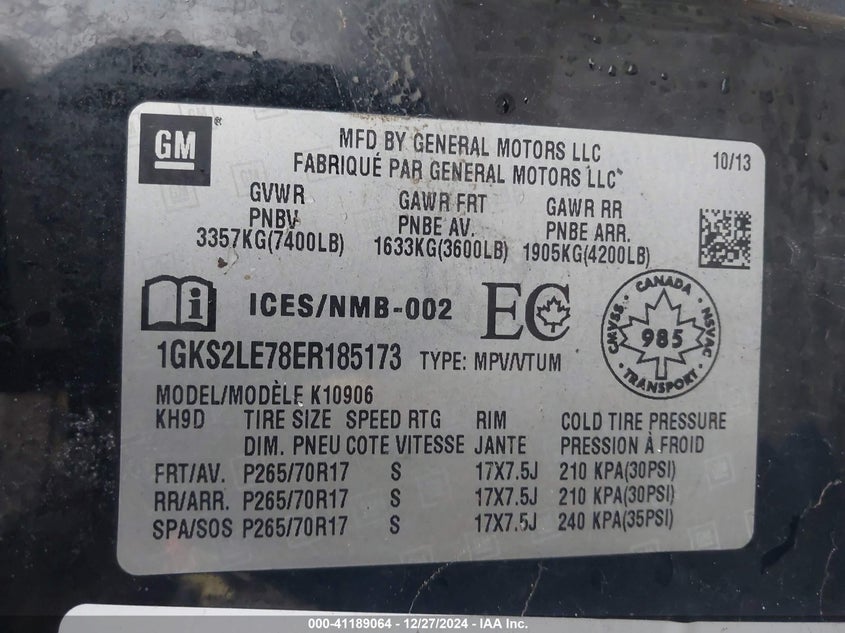 GM
MFD BY GENERAL MOTORS LLC
FABRIQUÉ PAR GENERAL MOTORS LLC
10/13
GVWR GAWR FRT GAWR RR
PNBV PNBE AV. PNBE ARR.
3357KG(7400LB) 1633KG(3600LB) 1905KG(4200LB)
ICES/NMB-002 EC
CANADA
CMVSS 985 NSVAC
TRANSPORT
1GKS2LE78ER185173 TYPE: MPV/VTUM
MODEL/MODÈLE K10906
KH9D TIRE SIZE SPEED RTG RIM COLD TIRE PRESSURE
DIM. PNEU COTE VITESSE JANTE PRESSION À FROID
FRT/AV. P265/70R17 S 17X7.5J 210 KPA(30PSI)
RR/ARR. P265/70R17 S 17X7.5J 210 KPA(30PSI)
SPA/SOS P265/70R17 S 17X7.5J 240 KPA(35PSI)
000-41189064 - 12/27/2024 - IAA Inc.